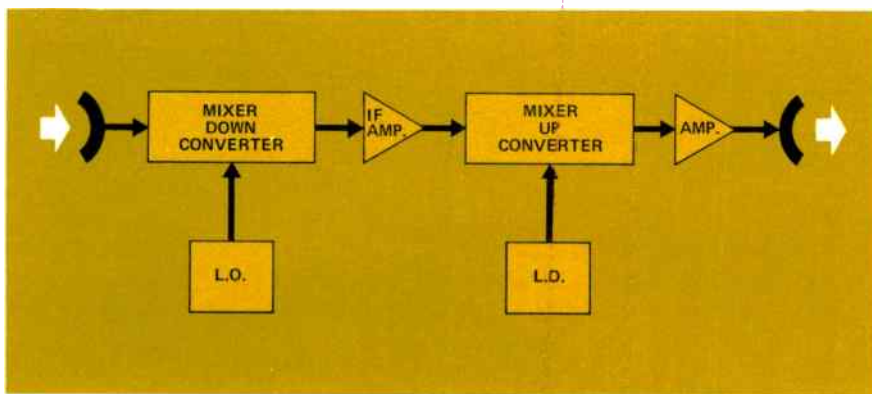 MIXER
DOWN
CONVERTER
IF
AMP.
MIXER
UP
CONVERTER
AMP.
L.O.
L.O.